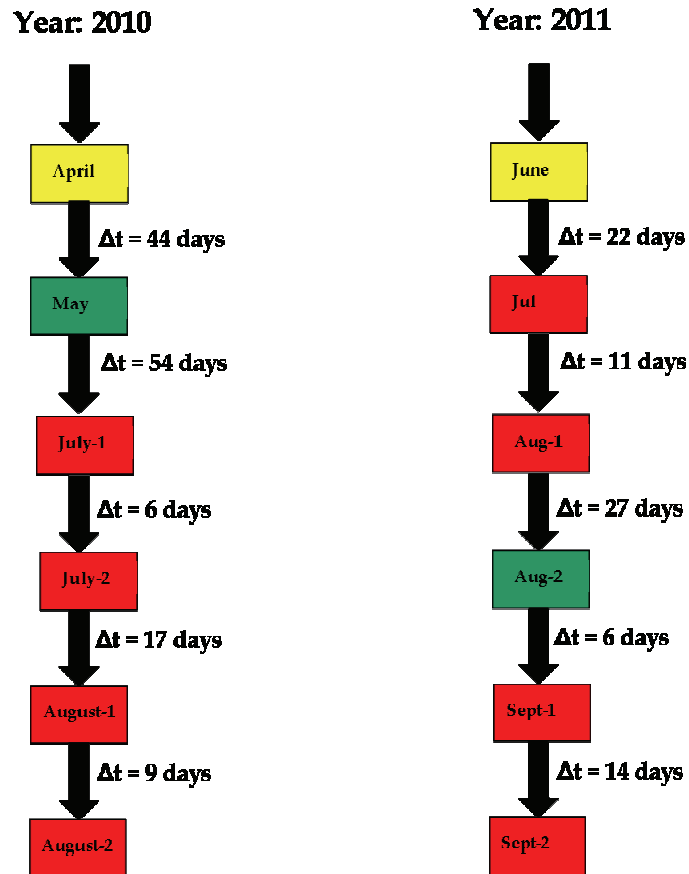 Year: 2010
April
Δt = 44 days
May
Δt = 54 days
July-1
Δt = 6 days
July-2
Δt = 17 days
August-1
Δt = 9 days
August-2
Year: 2011
June
Δt = 22 days
Jul
Δt = 11 days
Aug-1
Δt = 27 days
Aug-2
Δt = 6 days
Sept-1
Δt = 14 days
Sept-2